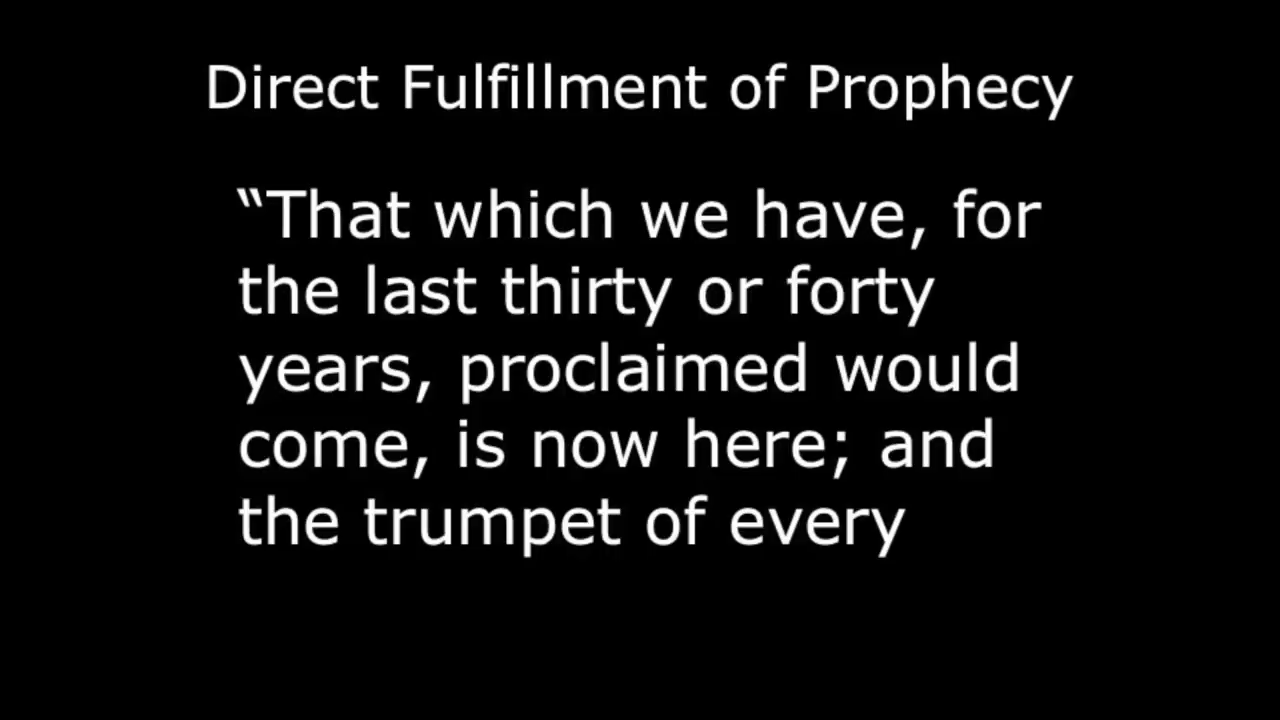 Direct Fulfillment of Prophecy
“That which we have, for
the last thirty or forty
years, proclaimed would
come, is now here; and
the trumpet of every